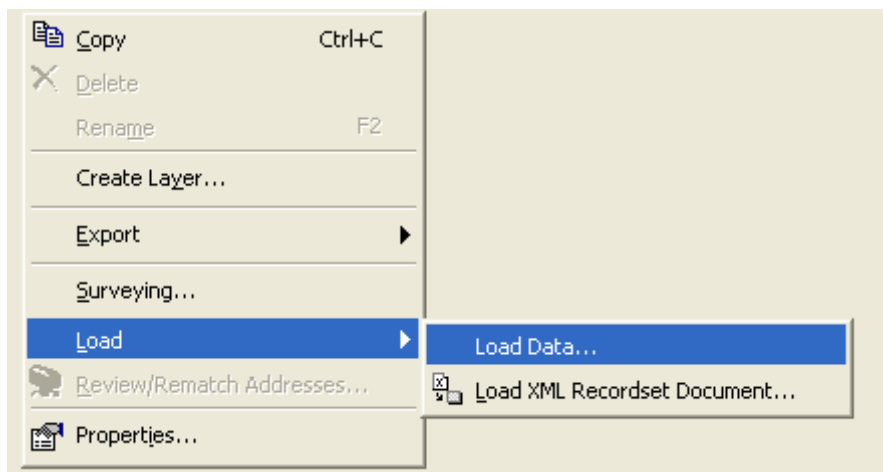 Copy Ctrl+C
Delete
Rename F2
Create Layer...
Export
Surveying...
Load
Load Data...
Review/Rematch Addresses...
Load XML Recordset Document...
Properties...